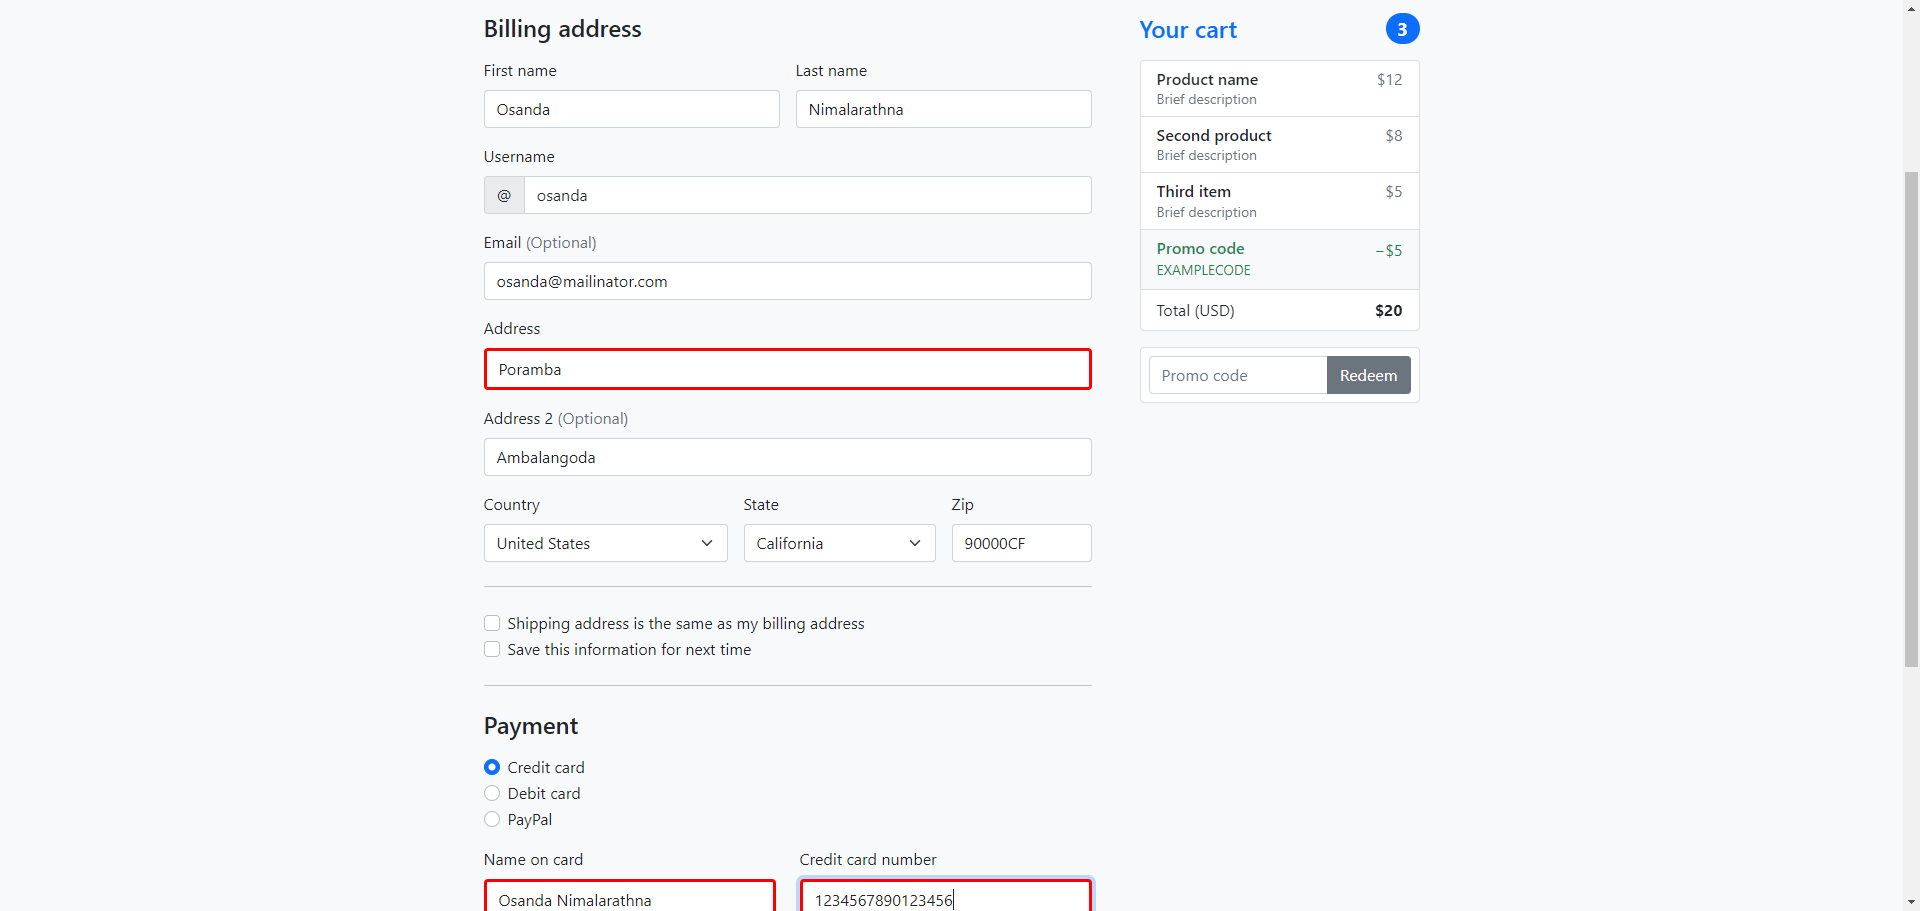 Billing address
First name
Last name
Osanda
Nimalarathna
Username
@
osanda
Email (Optional)
osanda@mailinator.com
Address
Poramba
Address 2 (Optional)
Ambalangoda
Country
State
Zip
United States
California
90000CF
Shipping address is the same as my billing address
Save this information for next time
Payment
Credit card
Debit card
PayPal
Name on card
Credit card number
Osanda Nimalarathna
1234567890123456
Your cart
3
Product name
$12
Brief description
Second product
$8
Brief description
Third item
$5
Brief description
Promo code
−$5
EXAMPLECODE
Total (USD)
$20
Promo code
Redeem